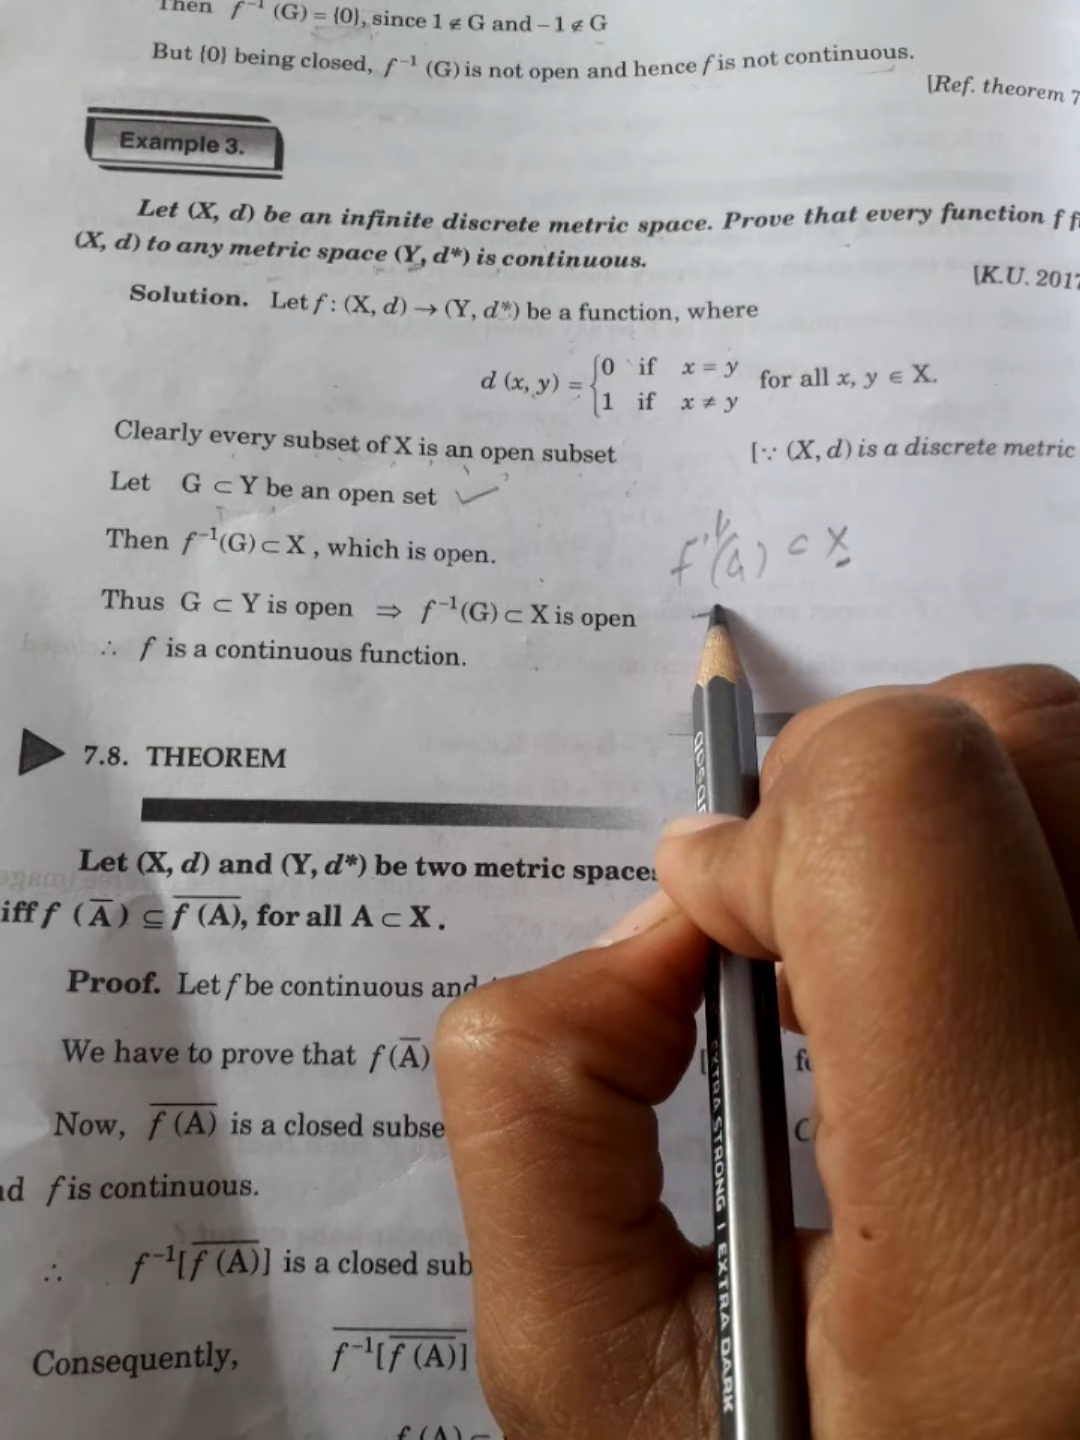 Then f⁻¹ (G) = {0}, since 1 ∉ G and – 1 ∉ G
But {0} being closed, f⁻¹ (G) is not open and hence f is not continuous.
[Ref. theorem 7
Example 3.
Let (X, d) be an infinite discrete metric space. Prove that every function f
(X, d) to any metric space (Y, d*) is continuous.
[K.U. 2017
Solution. Let f : (X, d) → (Y, d*) be a function, where
d (x, y) = {0 if x = y
1 if x ≠ y for all x, y ∈ X.
Clearly every subset of X is an open subset [∵ (X, d) is a discrete metric
Let G ⊂ Y be an open set ✓
Then f⁻¹(G) ⊂ X , which is open.
f⁻¹(G) ⊂ X
Thus G ⊂ Y is open ⇒ f⁻¹(G) ⊂ X is open
∴ f is a continuous function.
7.8. THEOREM
Let (X, d) and (Y, d*) be two metric spaces
iff f (A̅) ⊆ f̅ ̅(̅A̅)̅, for all A ⊂ X .
Proof. Let f be continuous and
We have to prove that f (A̅)
Now, f̅ ̅(̅A̅)̅ is a closed subse
nd f is continuous.
∴ f⁻¹[f̅ ̅(̅A̅)̅] is a closed sub
Consequently, f̅⁻̅¹̅[̅f̅ ̅(̅A̅)̅]̅
f (A) ⊂
EXTRA STRONG | EXTRA DARK